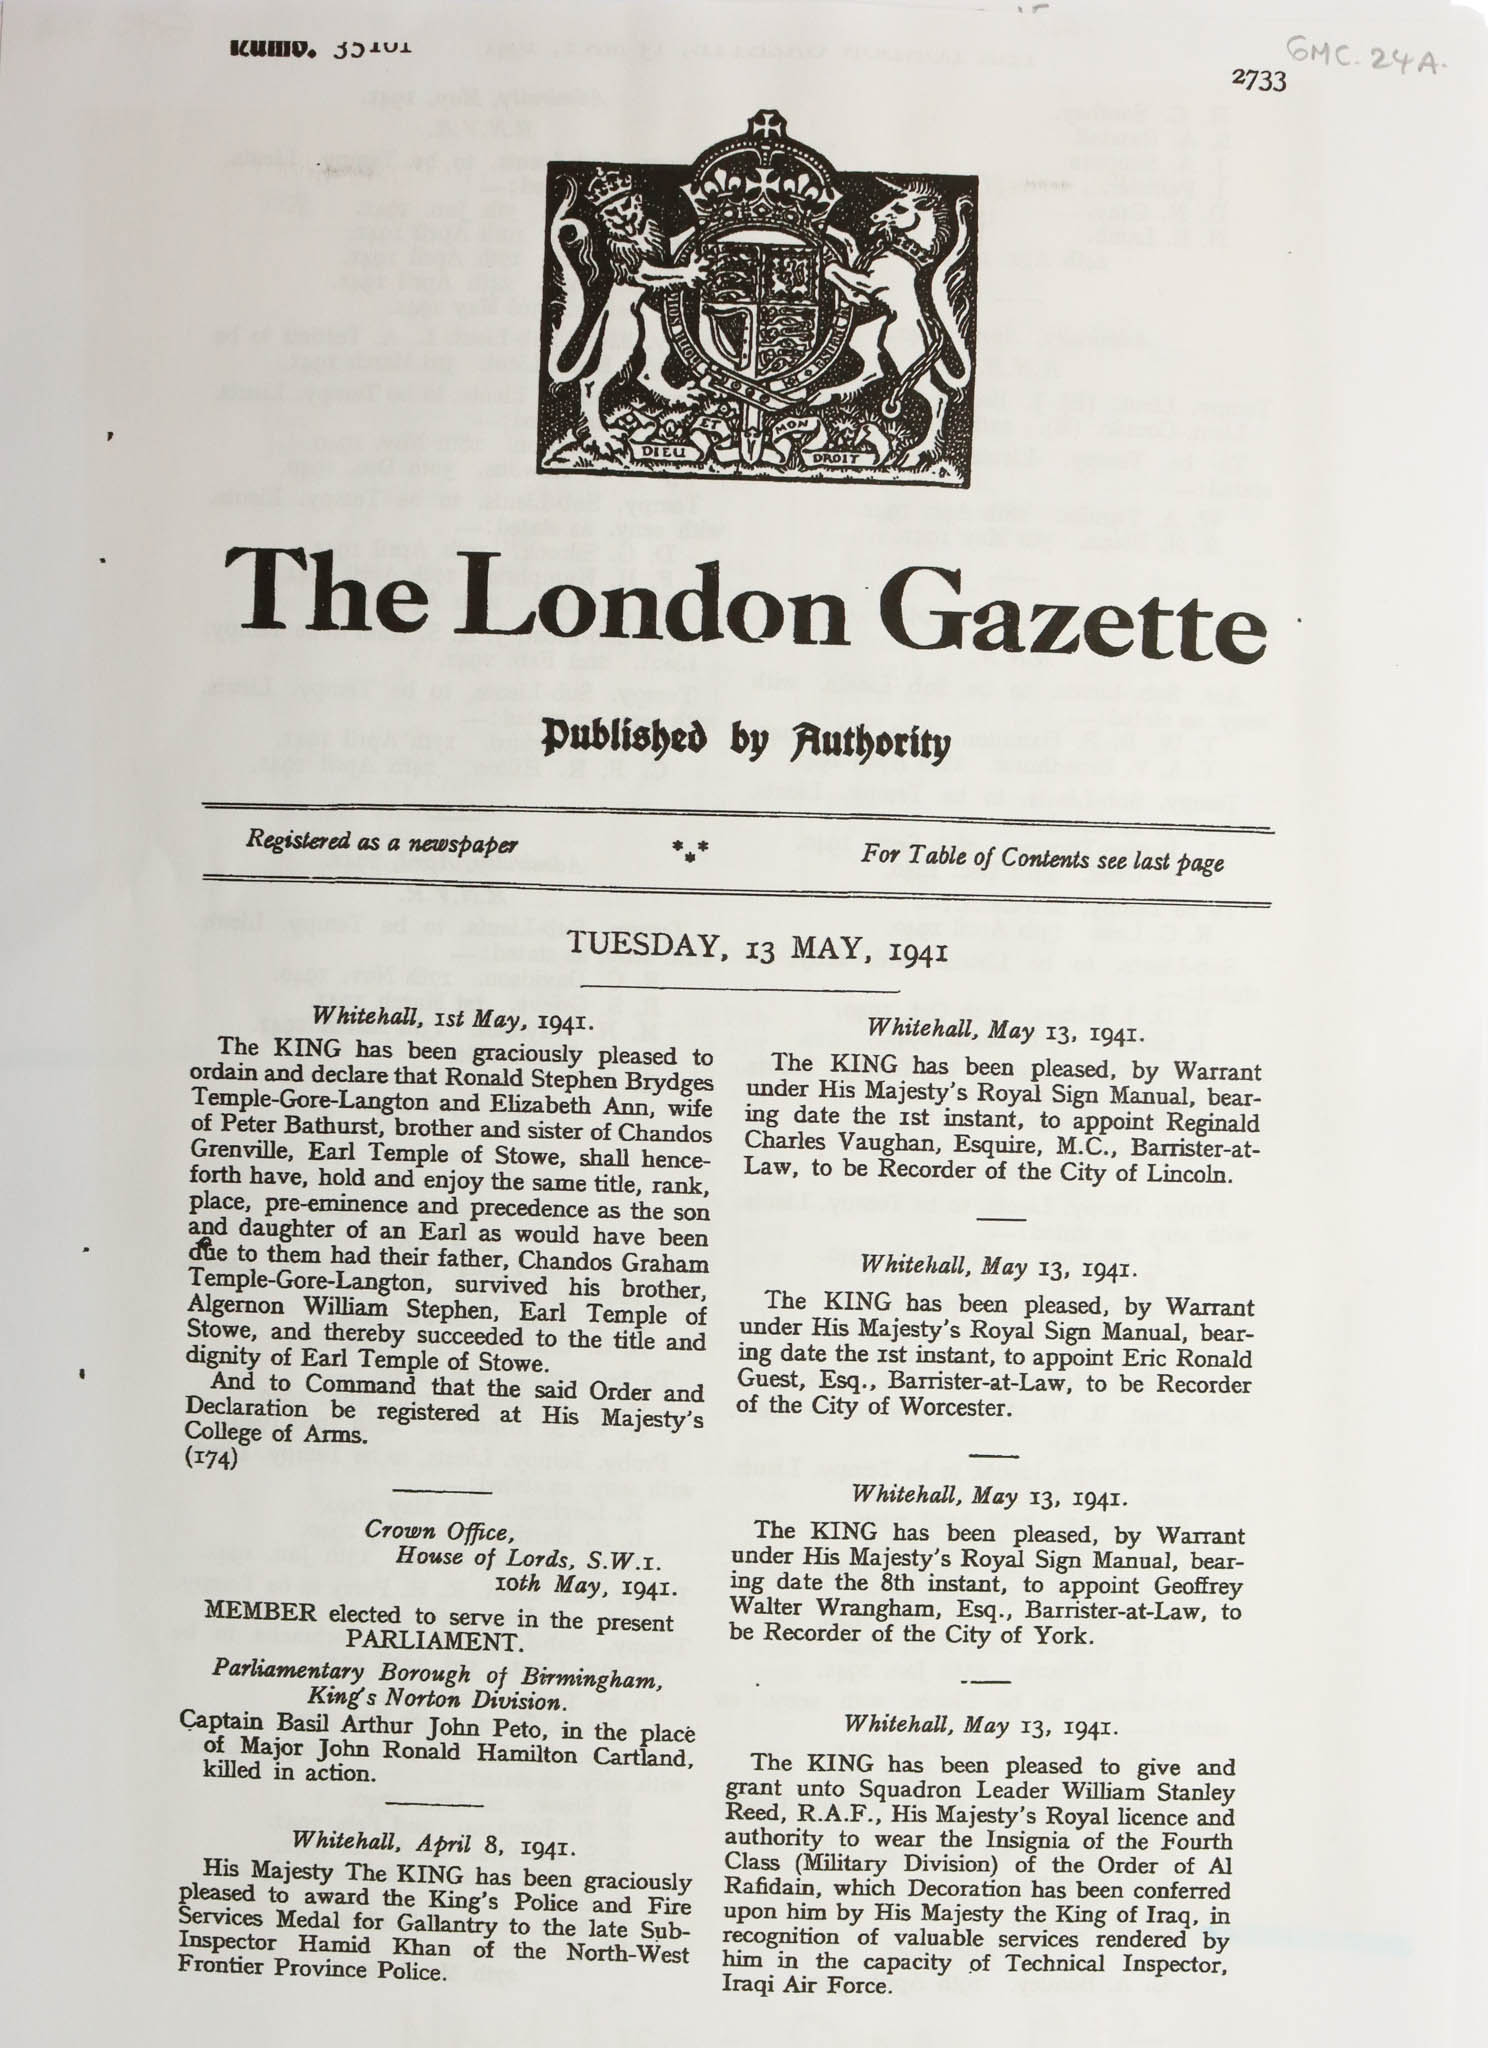 Numb. 35161
GMC. 24A.
2733
DIEU ET MON DROIT
The London Gazette
Published by Authority
Registered as a newspaper
***
For Table of Contents see last page
TUESDAY, 13 MAY, 1941
Whitehall, 1st May, 1941.
The KING has been graciously pleased to
ordain and declare that Ronald Stephen Brydges
Temple-Gore-Langton and Elizabeth Ann, wife
of Peter Bathurst, brother and sister of Chandos
Grenville, Earl Temple of Stowe, shall hence-
forth have, hold and enjoy the same title, rank,
place, pre-eminence and precedence as the son
and daughter of an Earl as would have been
due to them had their father, Chandos Graham
Temple-Gore-Langton, survived his brother,
Algernon William Stephen, Earl Temple of
Stowe, and thereby succeeded to the title and
dignity of Earl Temple of Stowe.
And to Command that the said Order and
Declaration be registered at His Majesty's
College of Arms.
(174)
Crown Office,
House of Lords, S.W.1.
10th May, 1941.
MEMBER elected to serve in the present
PARLIAMENT.
Parliamentary Borough of Birmingham,
King's Norton Division.
Captain Basil Arthur John Peto, in the place
of Major John Ronald Hamilton Cartland,
killed in action.
Whitehall, April 8, 1941.
His Majesty The KING has been graciously
pleased to award the King's Police and Fire
Services Medal for Gallantry to the late Sub-
Inspector Hamid Khan of the North-West
Frontier Province Police.
Whitehall, May 13, 1941.
The KING has been pleased, by Warrant
under His Majesty's Royal Sign Manual, bear-
ing date the 1st instant, to appoint Reginald
Charles Vaughan, Esquire, M.C., Barrister-at-
Law, to be Recorder of the City of Lincoln.
Whitehall, May 13, 1941.
The KING has been pleased, by Warrant
under His Majesty's Royal Sign Manual, bear-
ing date the 1st instant, to appoint Eric Ronald
Guest, Esq., Barrister-at-Law, to be Recorder
of the City of Worcester.
Whitehall, May 13, 1941.
The KING has been pleased, by Warrant
under His Majesty's Royal Sign Manual, bear-
ing date the 8th instant, to appoint Geoffrey
Walter Wrangham, Esq., Barrister-at-Law, to
be Recorder of the City of York.
Whitehall, May 13, 1941.
The KING has been pleased to give and
grant unto Squadron Leader William Stanley
Reed, R.A.F., His Majesty's Royal licence and
authority to wear the Insignia of the Fourth
Class (Military Division) of the Order of Al
Rafidain, which Decoration has been conferred
upon him by His Majesty the King of Iraq, in
recognition of valuable services rendered by
him in the capacity of Technical Inspector,
Iraqi Air Force.